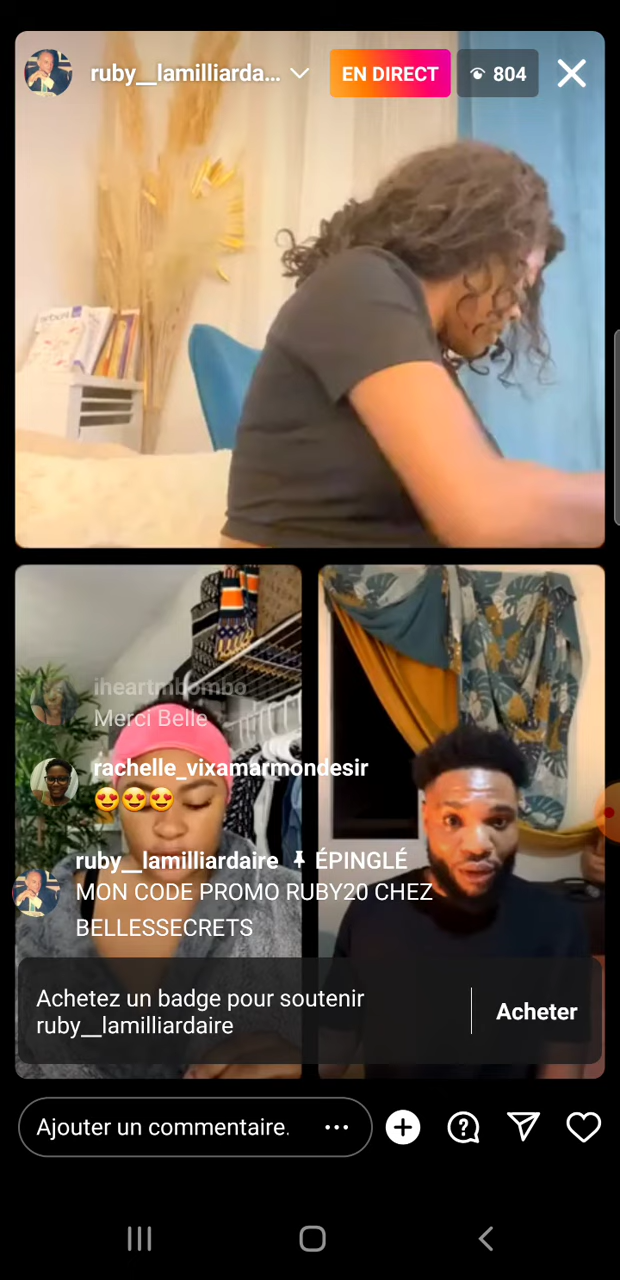 ruby__lamilliarda...
EN DIRECT
804
iheartmbombo
Merci Belle
rachelle_vixamarmondesir
😍😍😍
ruby__lamilliardaire ÉPINGLÉ
MON CODE PROMO RUBY20 CHEZ
BELLESSECRETS
Achetez un badge pour soutenir
ruby__lamilliardaire
Acheter
Ajouter un commentaire.